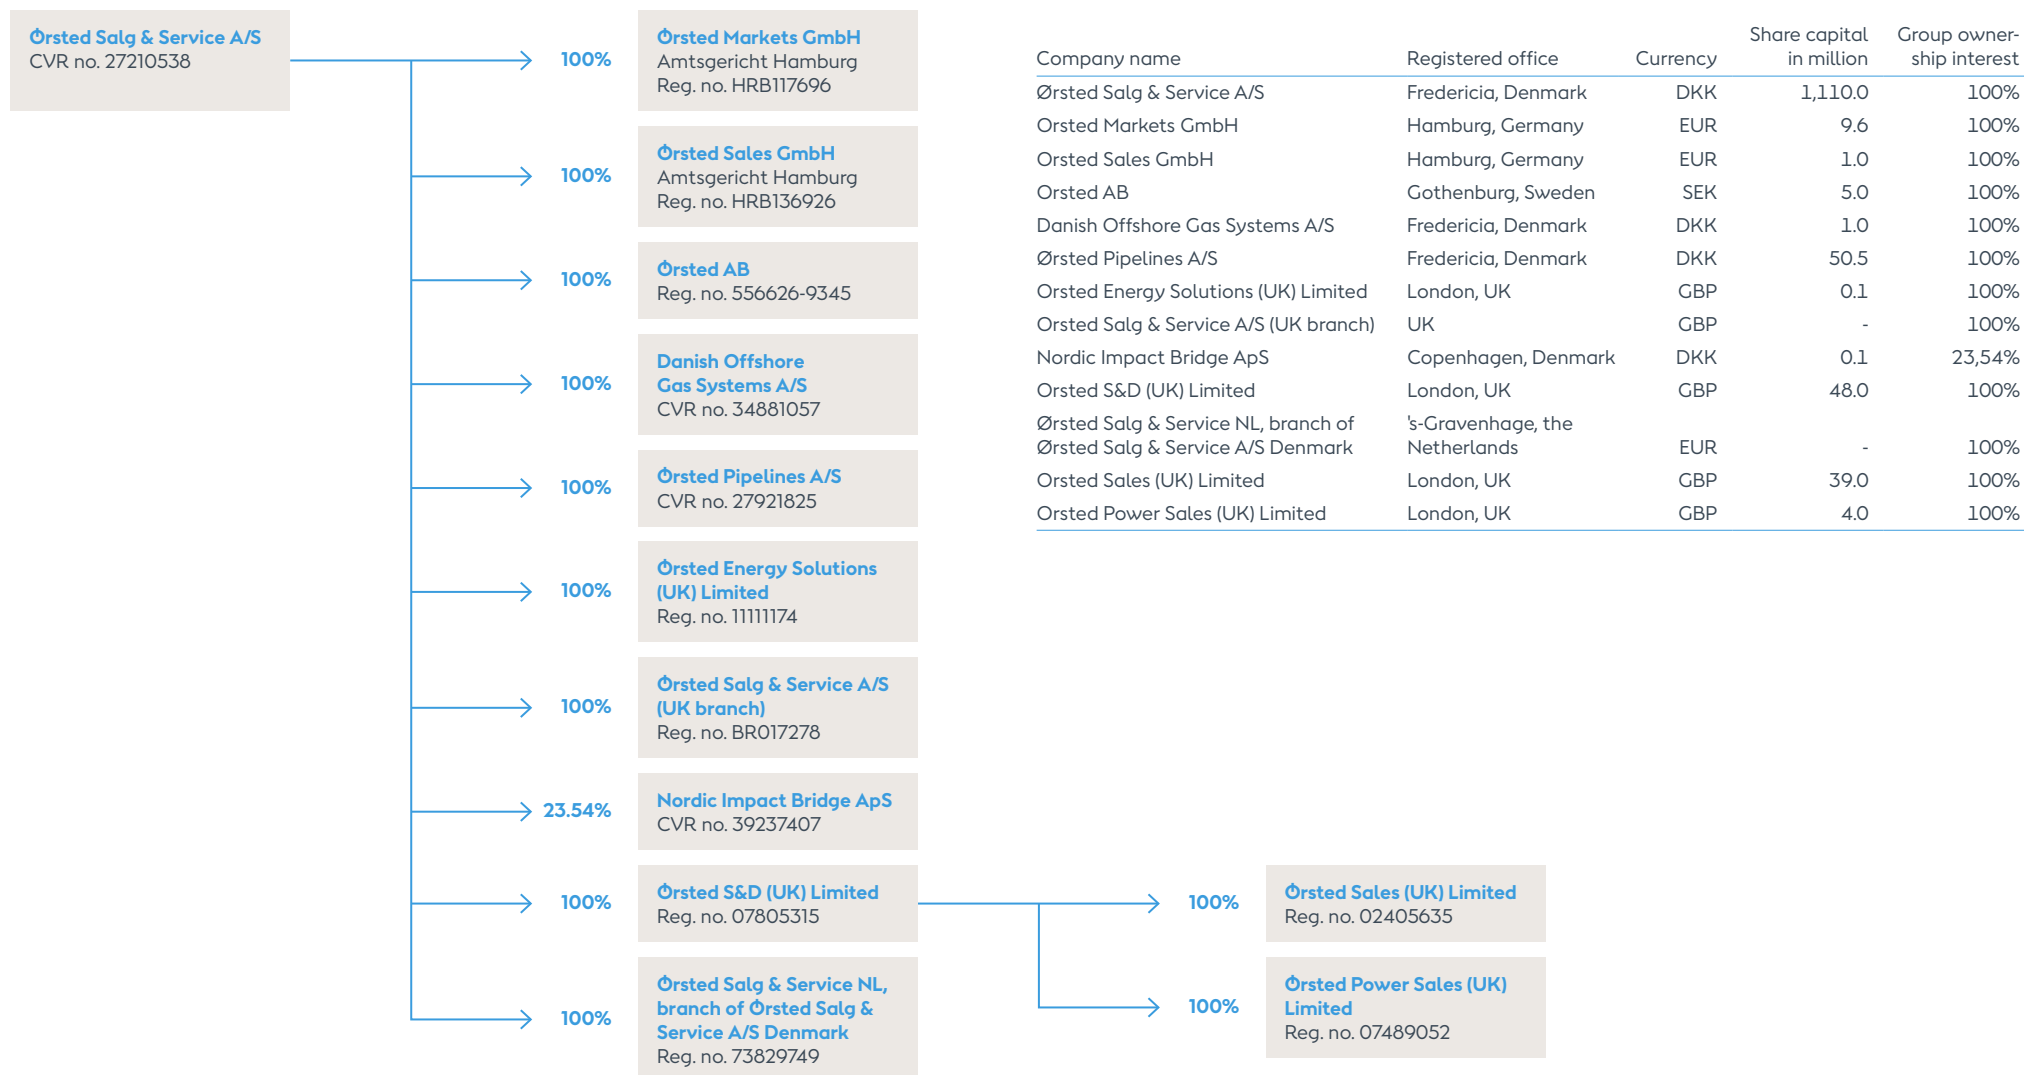 Ørsted Salg & Service A/S
CVR no. 27210538
100%
Ørsted Markets GmbH
Amtsgericht Hamburg
Reg. no. HRB117696
100%
Ørsted Sales GmbH
Amtsgericht Hamburg
Reg. no. HRB136926
100%
Ørsted AB
Reg. no. 556626-9345
100%
Danish Offshore
Gas Systems A/S
CVR no. 34881057
100%
Ørsted Pipelines A/S
CVR no. 27921825
100%
Ørsted Energy Solutions
(UK) Limited
Reg. no. 11111174
100%
Ørsted Salg & Service A/S
(UK branch)
Reg. no. BR017278
23.54%
Nordic Impact Bridge ApS
CVR no. 39237407
100%
Ørsted S&D (UK) Limited
Reg. no. 07805315
100%
Ørsted Sales (UK) Limited
Reg. no. 02405635
100%
Ørsted Power Sales (UK)
Limited
Reg. no. 07489052
100%
Ørsted Salg & Service NL,
branch of Ørsted Salg &
Service A/S Denmark
Reg. no. 73829749
Share capital Group owner-
Company name Registered office Currency in million ship interest
Ørsted Salg & Service A/S Fredericia, Denmark DKK 1,110.0 100%
Orsted Markets GmbH Hamburg, Germany EUR 9.6 100%
Orsted Sales GmbH Hamburg, Germany EUR 1.0 100%
Orsted AB Gothenburg, Sweden SEK 5.0 100%
Danish Offshore Gas Systems A/S Fredericia, Denmark DKK 1.0 100%
Ørsted Pipelines A/S Fredericia, Denmark DKK 50.5 100%
Orsted Energy Solutions (UK) Limited London, UK GBP 0.1 100%
Orsted Salg & Service A/S (UK branch) UK GBP - 100%
Nordic Impact Bridge ApS Copenhagen, Denmark DKK 0.1 23,54%
Orsted S&D (UK) Limited London, UK GBP 48.0 100%
Ørsted Salg & Service NL, branch of 's-Gravenhage, the
Ørsted Salg & Service A/S Denmark Netherlands EUR - 100%
Orsted Sales (UK) Limited London, UK GBP 39.0 100%
Orsted Power Sales (UK) Limited London, UK GBP 4.0 100%